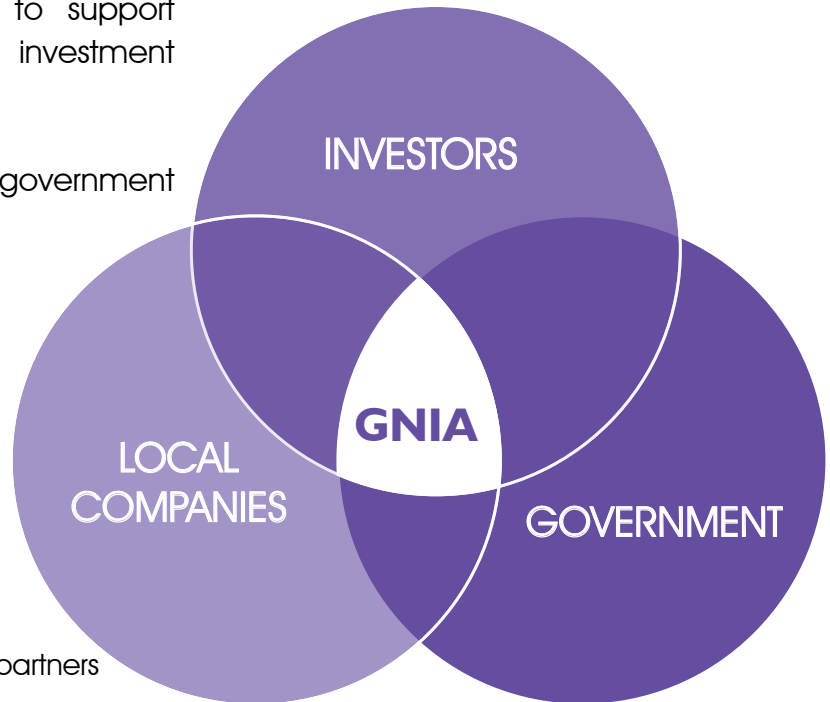 to support
investment
government
INVESTORS
GNIA
LOCAL
COMPANIES
GOVERNMENT
partners